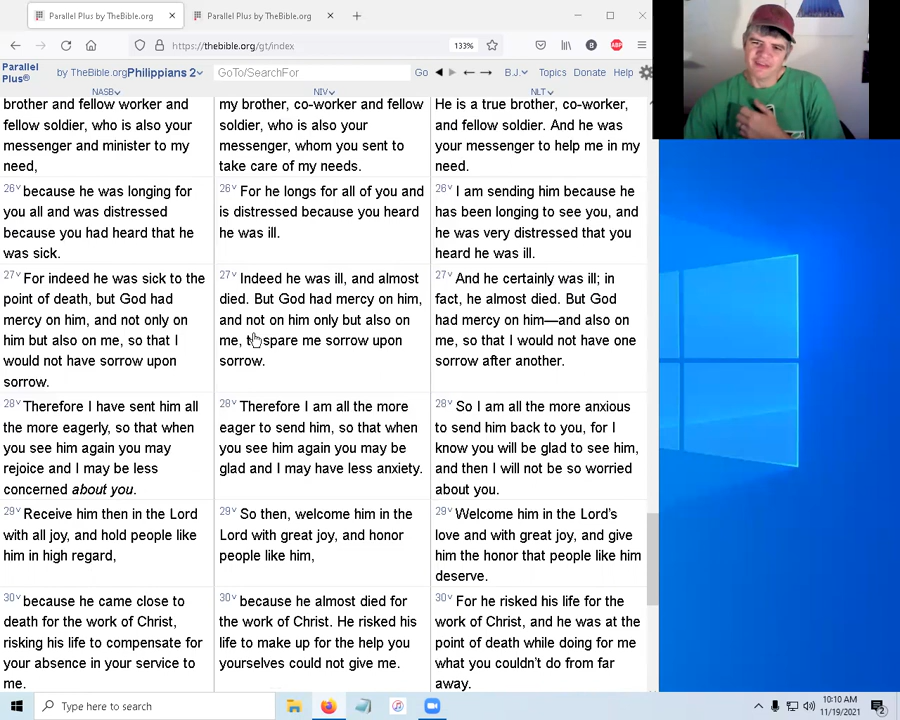 Parallel Plus by TheBible.org
Parallel Plus by TheBible.org
https://thebible.org/gt/index
133%
B
ABP
Parallel Plus®
by TheBible.org
Philippians 2
GoTo/SearchFor
Go
B.J.
Topics
Donate
Help
NASB
NIV
NLT
brother and fellow worker and
fellow soldier, who is also your
messenger and minister to my
need,
my brother, co-worker and fellow
soldier, who is also your
messenger, whom you sent to
take care of my needs.
He is a true brother, co-worker,
and fellow soldier. And he was
your messenger to help me in my
need.
26v because he was longing for
you all and was distressed
because you had heard that he
was sick.
26v For he longs for all of you and
is distressed because you heard
he was ill.
26v I am sending him because he
has been longing to see you, and
he was very distressed that you
heard he was ill.
27v For indeed he was sick to the
point of death, but God had
mercy on him, and not only on
him but also on me, so that I
would not have sorrow upon
sorrow.
27v Indeed he was ill, and almost
died. But God had mercy on him,
and not on him only but also on
me, to spare me sorrow upon
sorrow.
27v And he certainly was ill; in
fact, he almost died. But God
had mercy on him—and also on
me, so that I would not have one
sorrow after another.
28v Therefore I have sent him all
the more eagerly, so that when
you see him again you may
rejoice and I may be less
concerned about you.
28v Therefore I am all the more
eager to send him, so that when
you see him again you may be
glad and I may have less anxiety.
28v So I am all the more anxious
to send him back to you, for I
know you will be glad to see him,
and then I will not be so worried
about you.
29v Receive him then in the Lord
with all joy, and hold people like
him in high regard,
29v So then, welcome him in the
Lord with great joy, and honor
people like him,
29v Welcome him in the Lord's
love and with great joy, and give
him the honor that people like him
deserve.
30v because he came close to
death for the work of Christ,
risking his life to compensate for
your absence in your service to
me.
30v because he almost died for
the work of Christ. He risked his
life to make up for the help you
yourselves could not give me.
30v For he risked his life for the
work of Christ, and he was at the
point of death while doing for me
what you couldn't do from far
away.
Type here to search
10:10 AM
11/19/2021
2